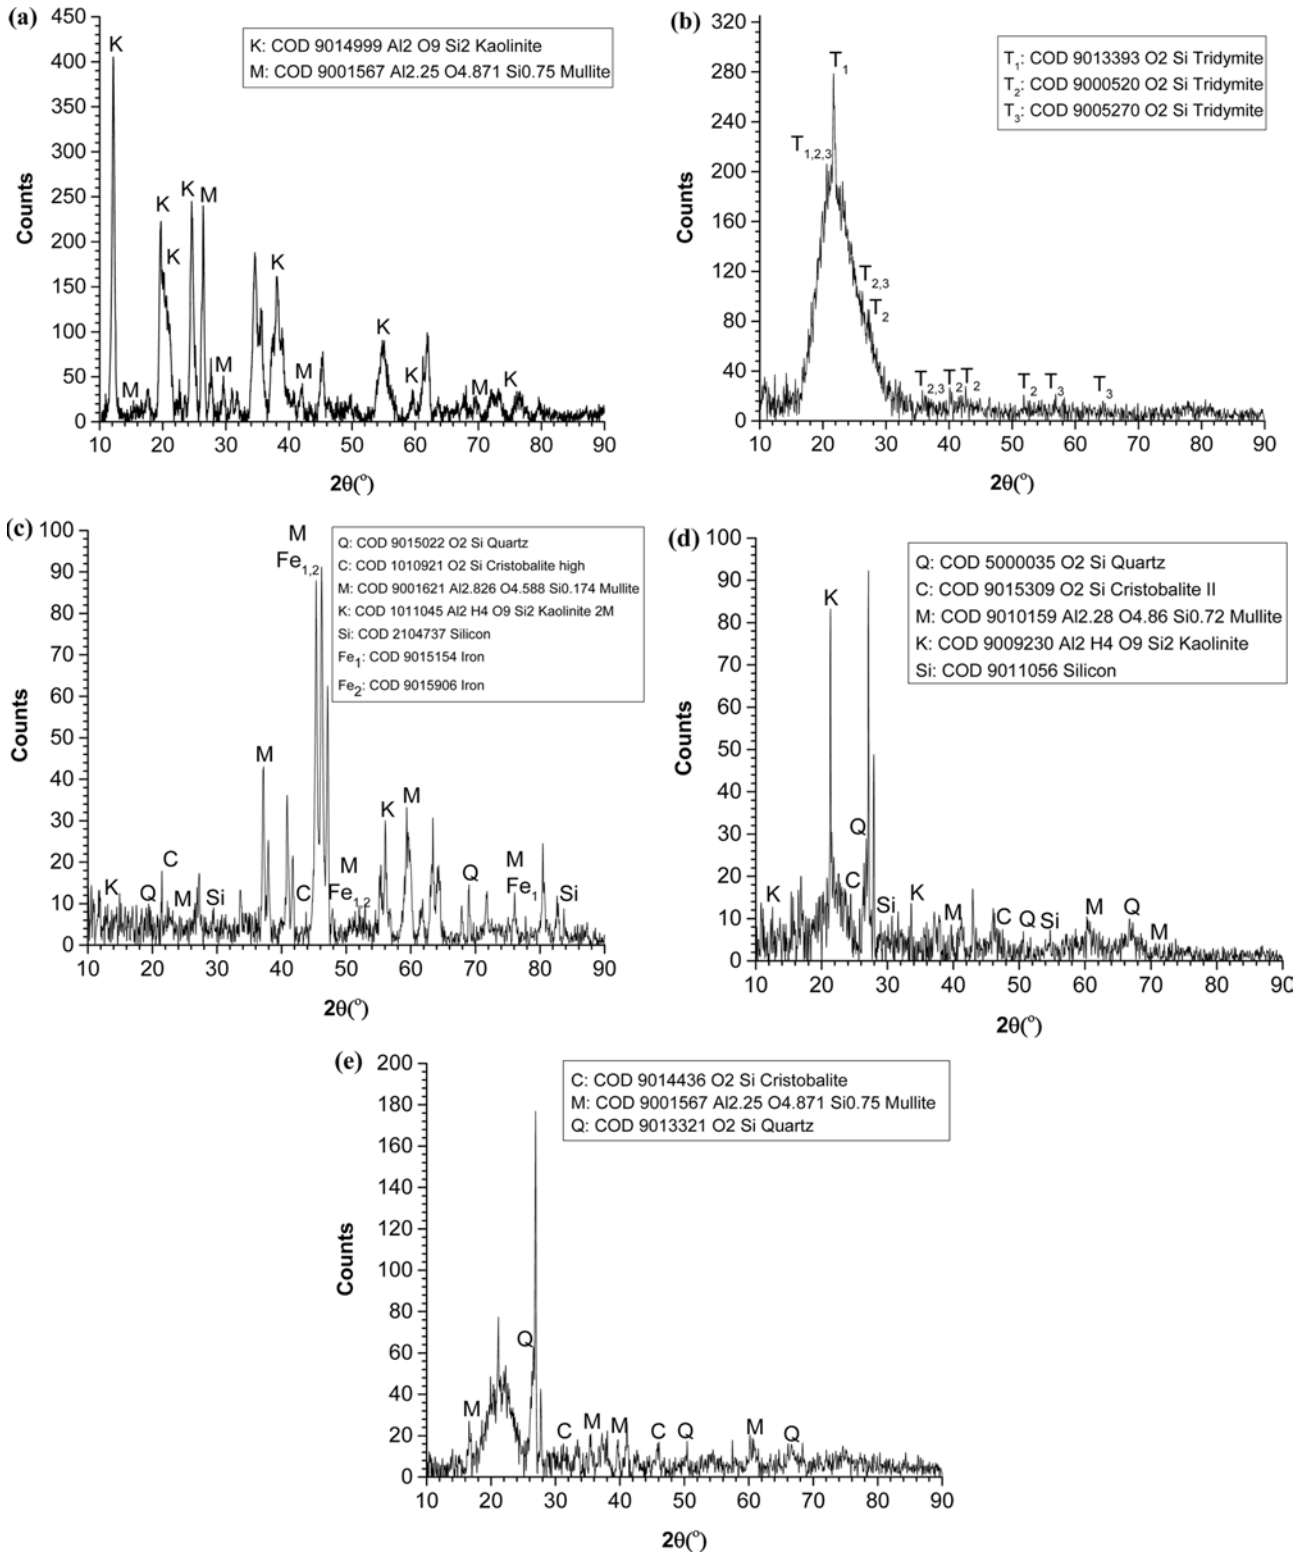 (a)
450
400
350
300
250
200
150
100
50
0
Counts
K: COD 9014999 Al2 O9 Si2 Kaolinite
M: COD 9001567 Al2.25 O4.871 Si0.75 Mullite
K
K
K
K
M
K
M
M
M
K
K
M
K
10 20 30 40 50 60 70 80 90
2θ(°)
(b)
320
280
240
200
160
120
80
40
0
Counts
T1: COD 9013393 O2 Si Tridymite
T2: COD 9000520 O2 Si Tridymite
T3: COD 9005270 O2 Si Tridymite
T1
T1,2,3
T2,3
T2
T2,3 T2 T2 T2 T3 T3
10 20 30 40 50 60 70 80 90
2θ(°)
(c)
100
90
80
70
60
50
40
30
20
10
0
Counts
Q: COD 9015022 O2 Si Quartz
C: COD 1010921 O2 Si Cristobalite high
M: COD 9001621 Al2.826 O4.588 Si0.174 Mullite
K: COD 1011045 Al2 H4 O9 Si2 Kaolinite 2M
Si: COD 2104737 Silicon
Fe1: COD 9015154 Iron
Fe2: COD 9015906 Iron
M
Fe1,2
M
K
M
K
Q
C
M
Si
C
M
Fe1,2
Q
M
Fe1
Si
10 20 30 40 50 60 70 80 90
2θ(°)
(d)
100
90
80
70
60
50
40
30
20
10
0
Counts
Q: COD 5000035 O2 Si Quartz
C: COD 9015309 O2 Si Cristobalite II
M: COD 9010159 Al2.28 O4.86 Si0.72 Mullite
K: COD 9009230 Al2 H4 O9 Si2 Kaolinite
Si: COD 9011056 Silicon
K
Q
K
C
Si
K
M
C
Q
Si
M
Q
M
10 20 30 40 50 60 70 80 90
2θ(°)
(e)
200
180
160
140
120
100
80
60
40
20
0
Counts
C: COD 9014436 O2 Si Cristobalite
M: COD 9001567 Al2.25 O4.871 Si0.75 Mullite
Q: COD 9013321 O2 Si Quartz
Q
M
C
M
M
C
Q
M
Q
10 20 30 40 50 60 70 80 90
2θ(°)